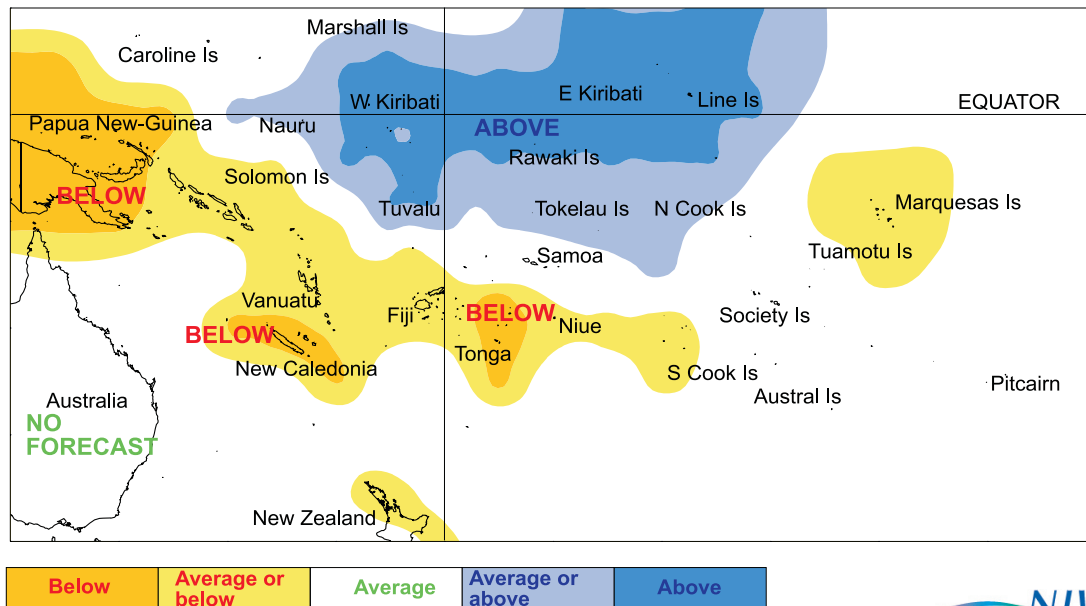 Marshall Is
Caroline Is
W Kiribati
E Kiribati
Line Is
EQUATOR
Papua New-Guinea
Nauru
ABOVE
Rawaki Is
Solomon Is
BELOW
Tuvalu
Tokelau Is
N Cook Is
Marquesas Is
Samoa
Tuamotu Is
Vanuatu
Fiji
BELOW
Niue
Society Is
BELOW
Tonga
New Caledonia
S Cook Is
Pitcairn
Austral Is
Australia
NO
FORECAST
New Zealand
Below
Average or
below
Average
Average or
above
Above